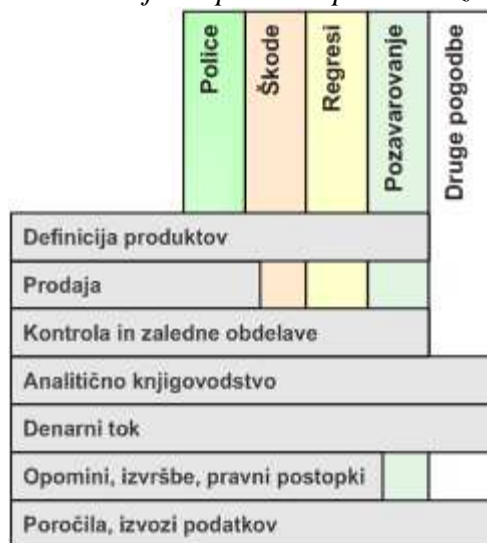 Police
Škode
Regresi
Pozavarovanje
Druge pogodbe
Definicija produktov
Prodaja
Kontrola in zaledne obdelave
Analitično knjigovodstvo
Denarni tok
Opomini, izvršbe, pravni postopki
Poročila, izvozi podatkov